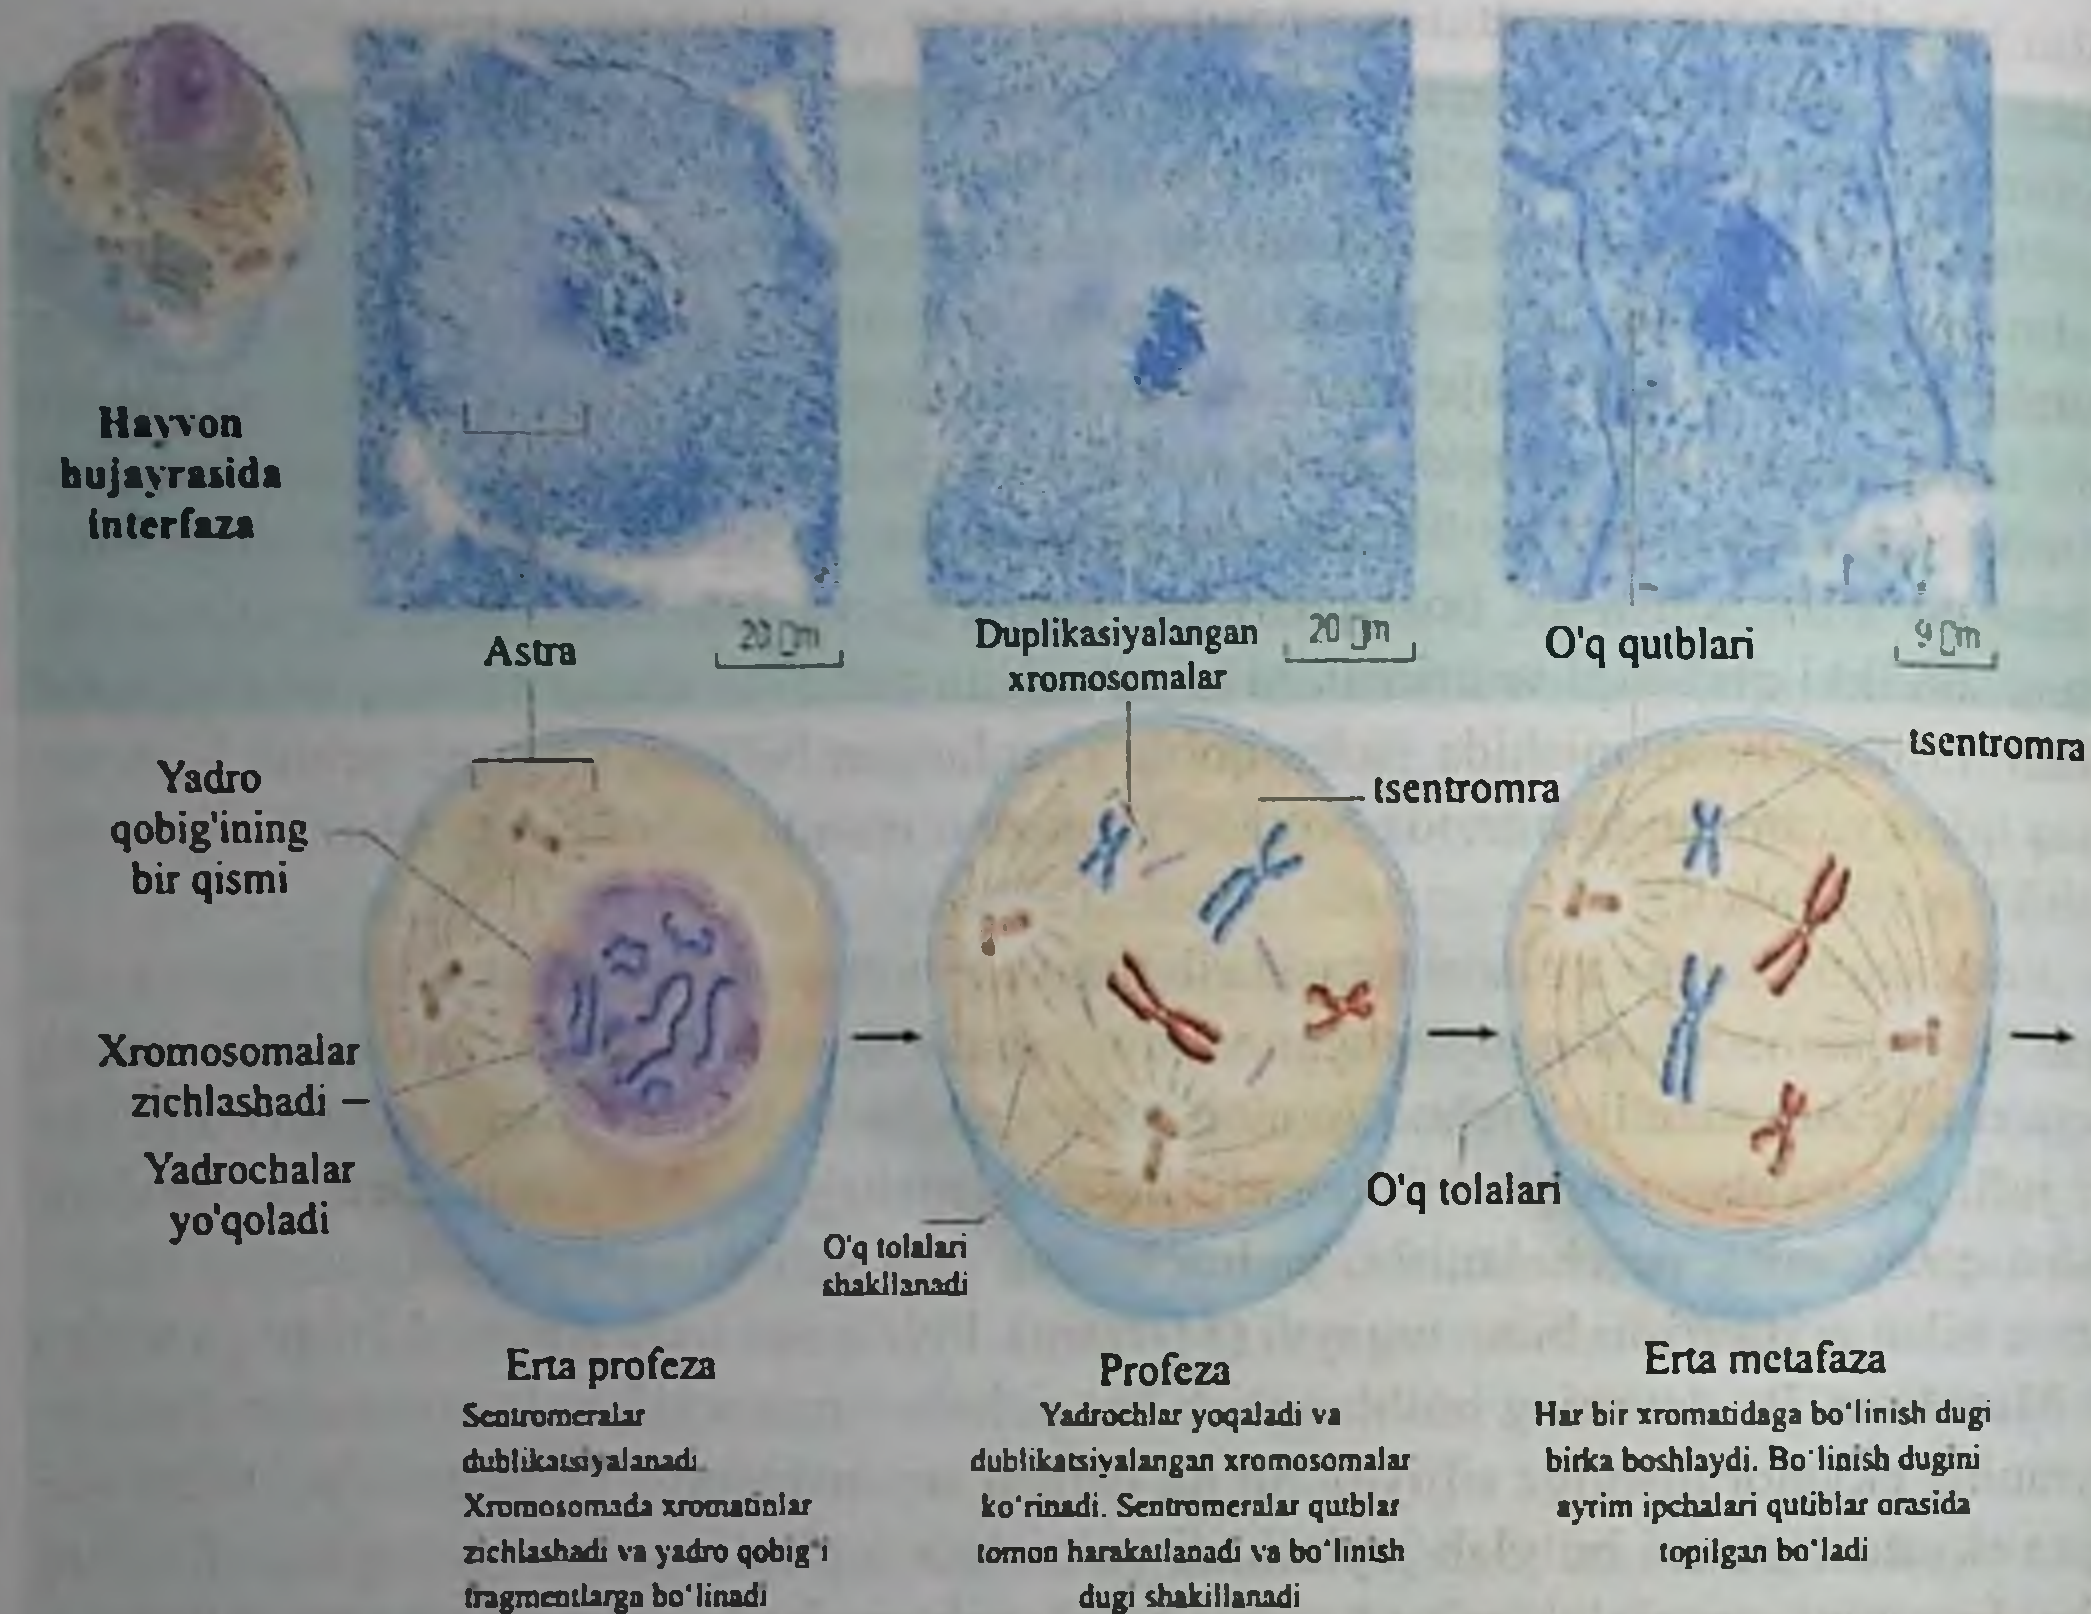 Hayvon
hujayrasida
interfaza
Astra
20 m
Duplikasiyalangan
xromosomalar
20
O'q qutblari
9 m
Yadro
qobig'ining
bir qismi
Xromosomalar
zichlashadi –
Yadrochalar
yo'qoladi
tsentromra
tsentromra
O'q tolalari
shakllanadi
O'q tolalari
Erta profeza
Sentromeralar
dublikatsiyalanadi.
Xromosomada xromatinlar
zichlashadi va yadro qobig‘i
fragmentlarga bo‘linadi
Profeza
Yadrochlar yoqaladi va
dublikatsiyalangan xromosomalar
ko‘rinadi. Sentromeralar qutblar
tomon harakatlanadi va bo‘linish
dugi shakillanadi
Erta metafaza
Har bir xromatidaga bo‘linish dugi
birka boshlaydi. Bo‘linish dugini
ayrim ipchalari qutiblar orasida
topilgan bo‘ladi